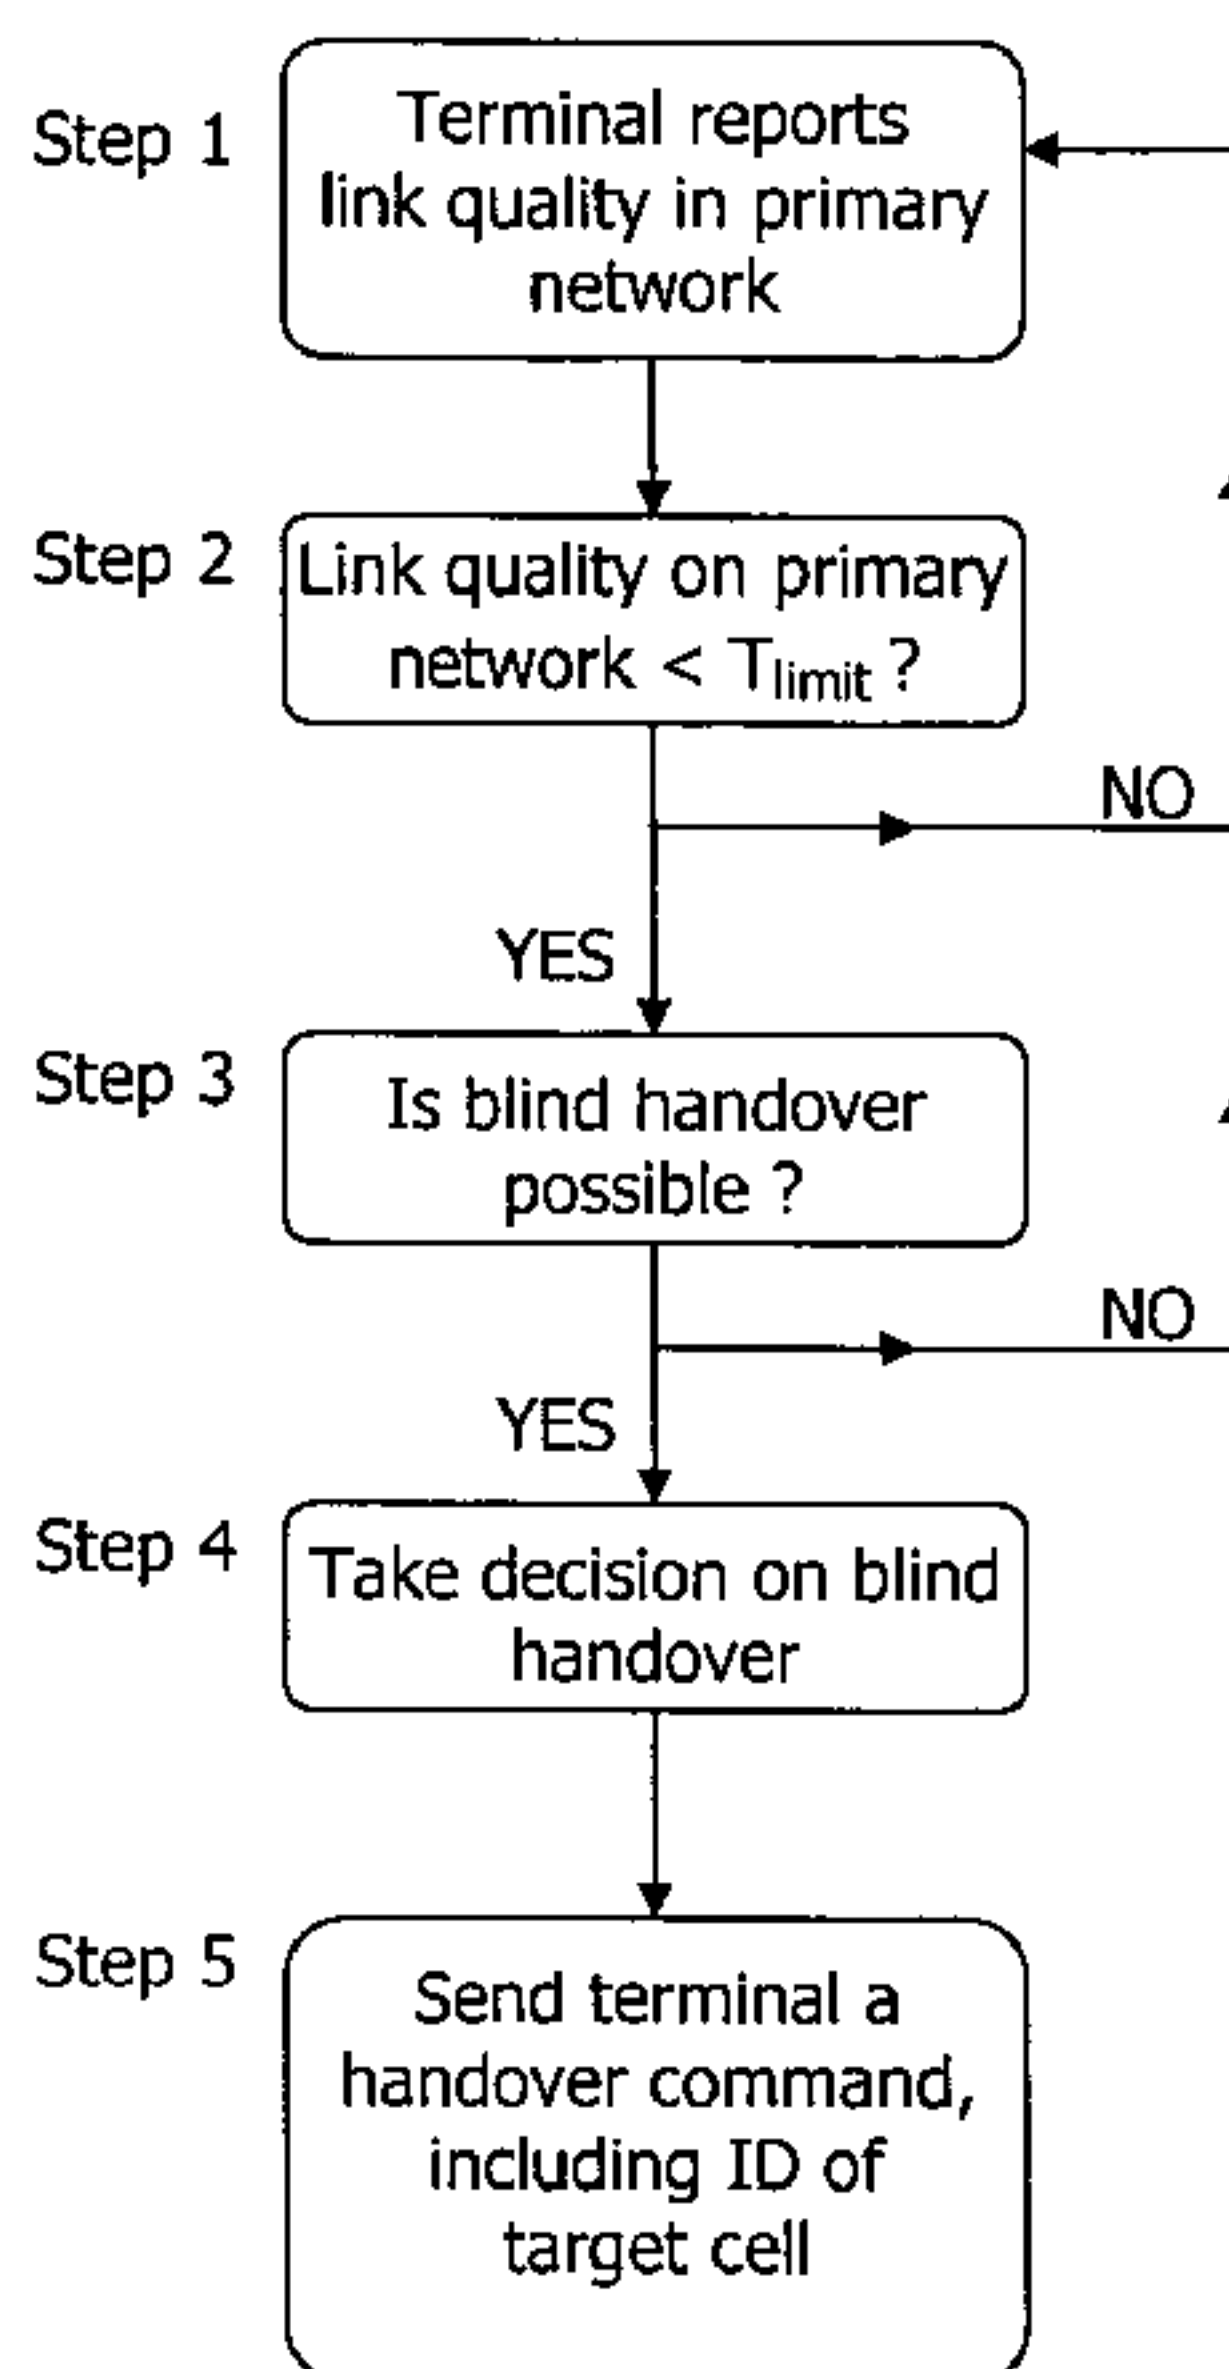 Step 1
Terminal reports
link quality in primary
network
Step 2
Link quality on primary
network < Tlimit ?
NO
YES
Step 3
Is blind handover
possible ?
NO
YES
Step 4
Take decision on blind
handover
Step 5
Send terminal a
handover command,
including ID of
target cell